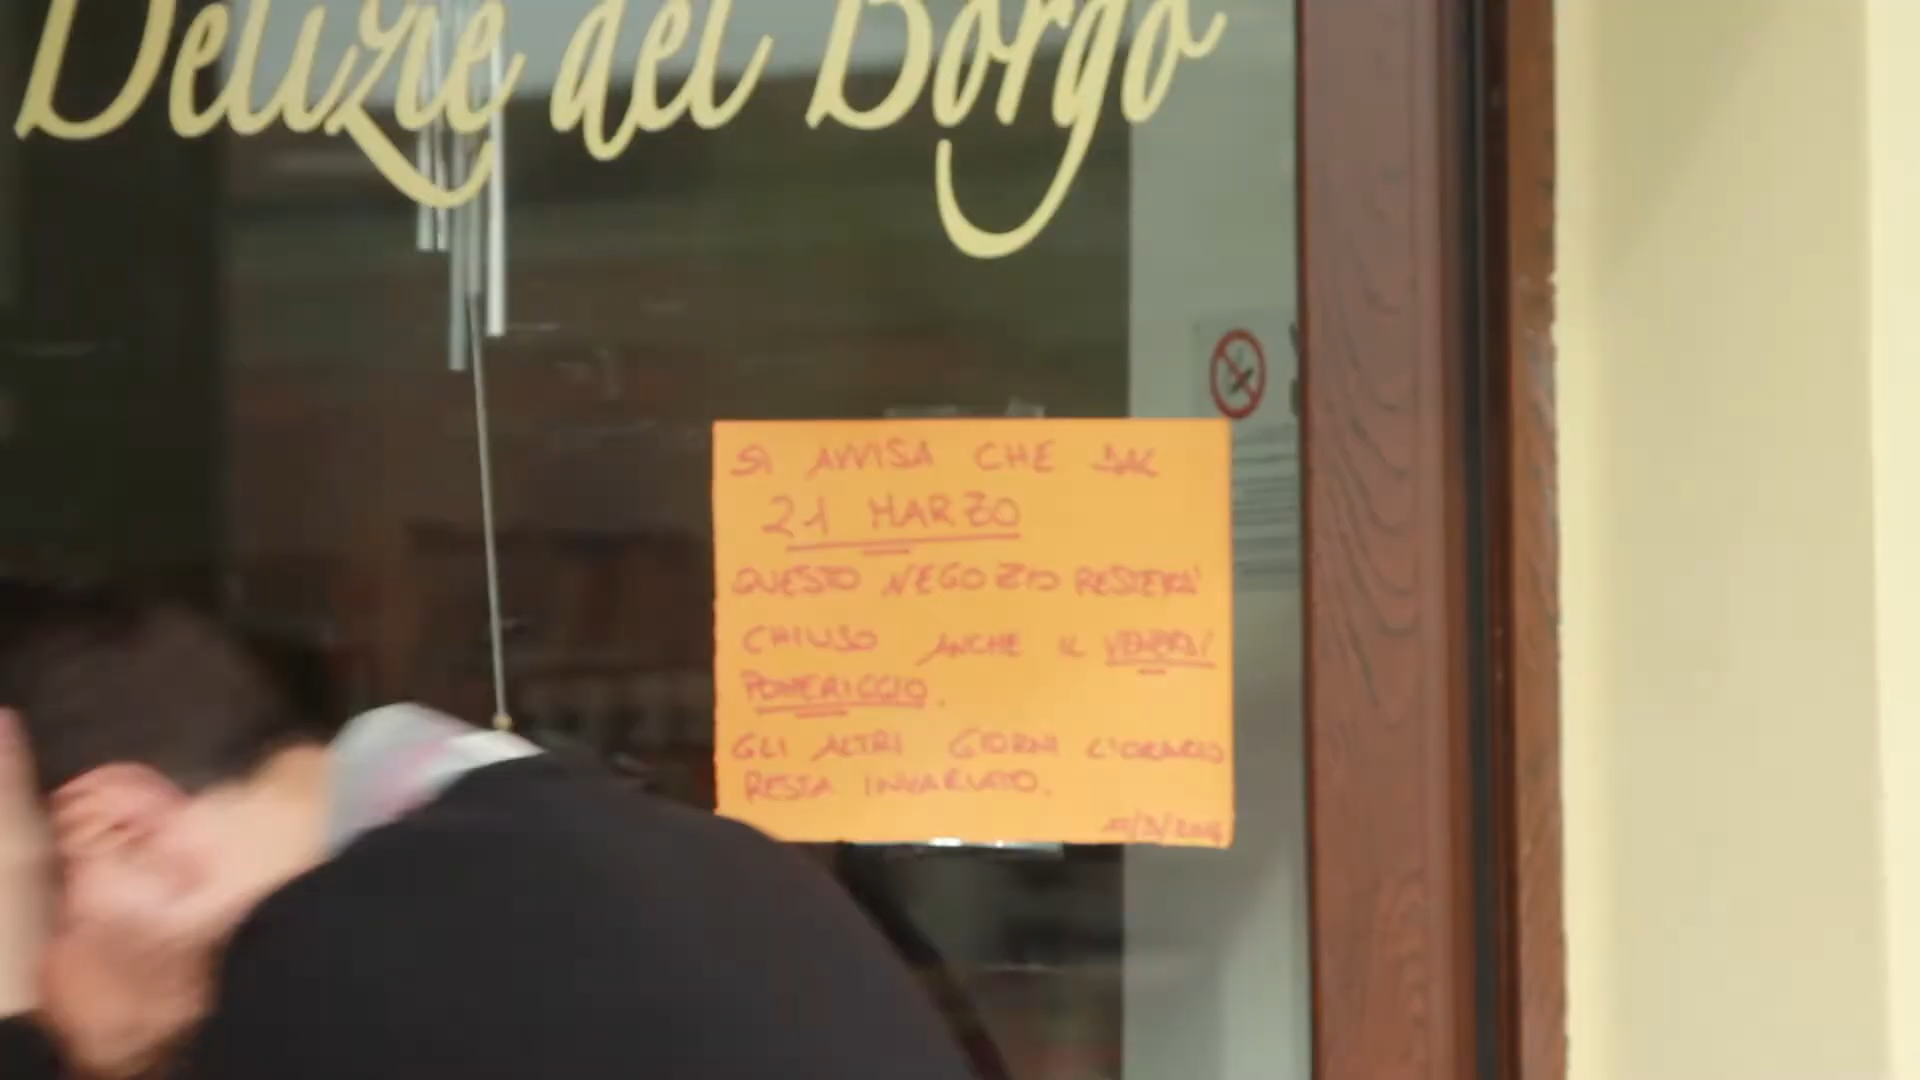 Delizie del Borgo
SI AVVISA CHE DAL
21 MARZO
QUESTO NEGOZIO RESTERA'
CHIUSO ANCHE IL VENERDI'
POMERIGGIO.
GLI ALTRI GIORNI L'ORARIO
RESTA INVARIATO.